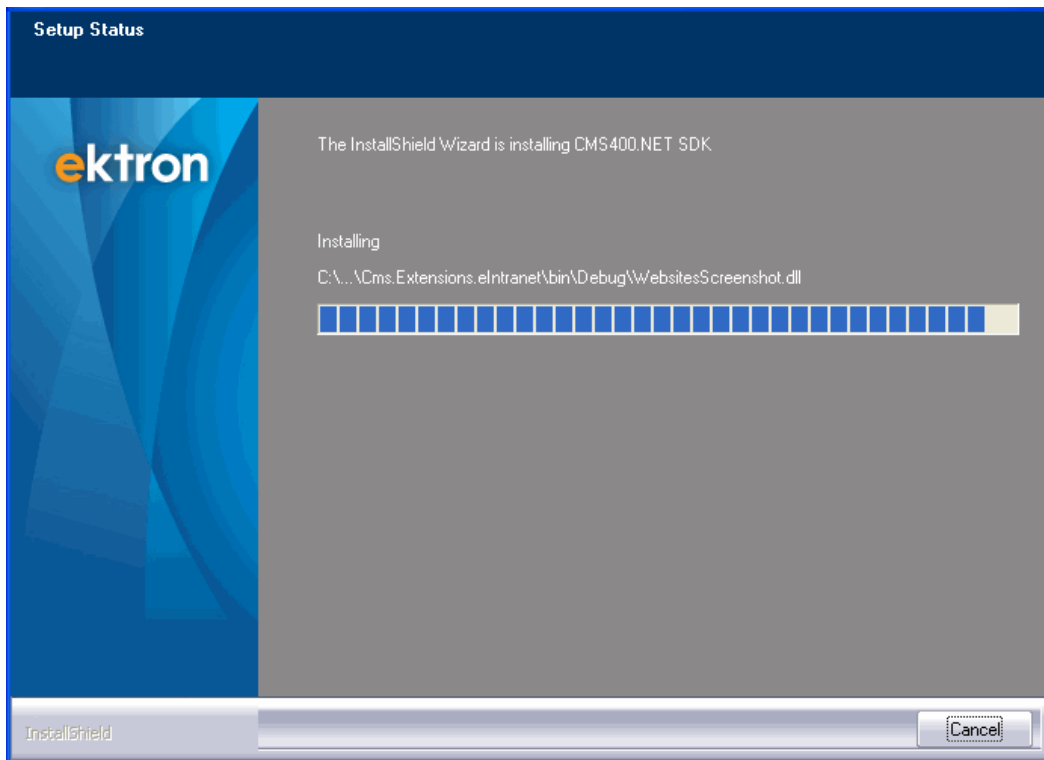 Setup Status
ektron
The InstallShield Wizard is installing CMS400.NET SDK
Installing
C:\...\Cms.Extensions.eIntranet\bin\Debug\WebsitesScreenshot.dll
InstallShield
Cancel